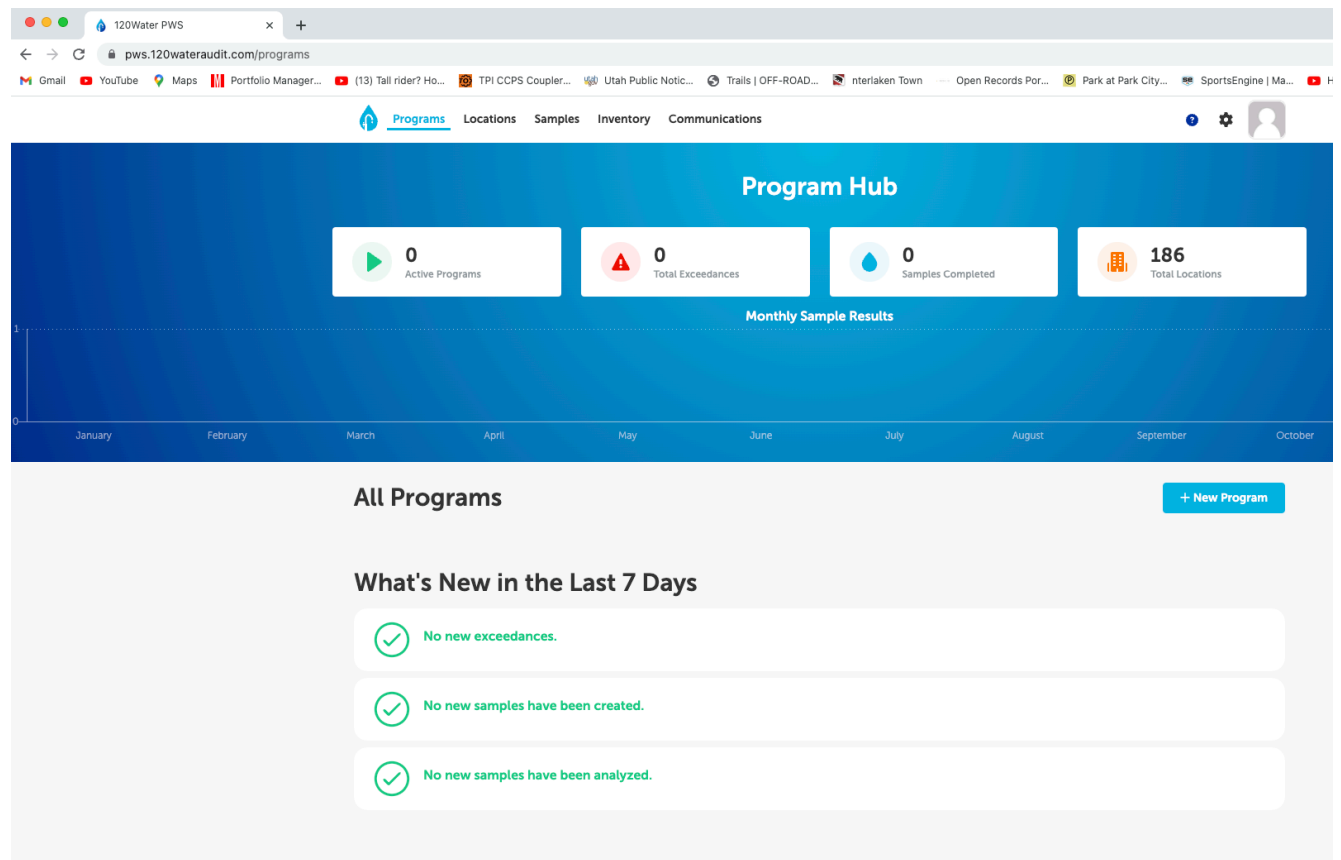 120Water PWS × +
pws.120wateraudit.com/programs
Gmail YouTube Maps Portfolio Manager... (13) Tall rider? Ho... TPI CCPS Coupler... Utah Public Notic... Trails | OFF-ROAD... nterlaken Town Open Records Por... Park at Park City... SportsEngine | Ma... H
Programs Locations Samples Inventory Communications ?
Program Hub
0
Active Programs
0
Total Exceedances
0
Samples Completed
186
Total Locations
Monthly Sample Results
1
0
January February March April May June July August September October
All Programs
+ New Program
What's New in the Last 7 Days
No new exceedances.
No new samples have been created.
No new samples have been analyzed.